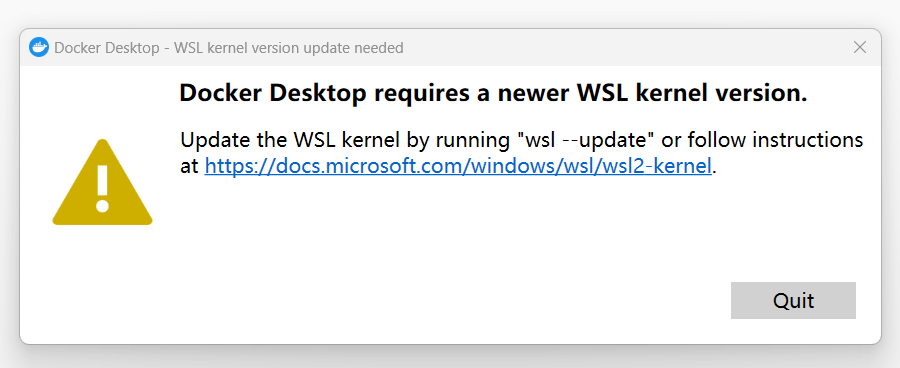 Docker Desktop - WSL kernel version update needed
Docker Desktop requires a newer WSL kernel version.
Update the WSL kernel by running "wsl --update" or follow instructions
at https://docs.microsoft.com/windows/wsl/wsl2-kernel.
Quit